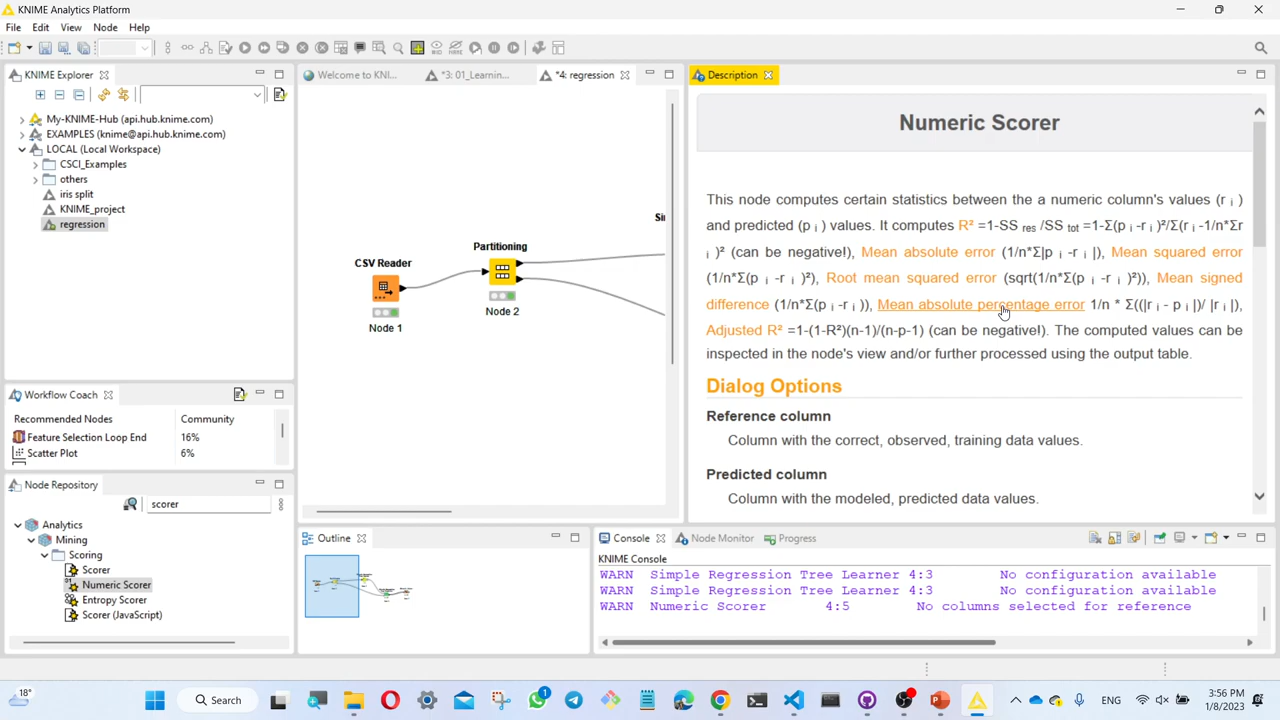 KNIME Analytics Platform
File Edit View Node Help
KNIME Explorer
My-KNIME-Hub (api.hub.knime.com)
EXAMPLES (knime@api.hub.knime.com)
LOCAL (Local Workspace)
CSCI_Examples
others
iris split
KNIME_project
regression
Workflow Coach
Recommended Nodes Community
Feature Selection Loop End 16%
Scatter Plot 6%
Node Repository
scorer
Analytics
Mining
Scoring
Scorer
Numeric Scorer
Entropy Scorer
Scorer (JavaScript)
Welcome to KNI... *3: 01_Learnin... *4: regression
CSV Reader
Node 1
Partitioning
Node 2
Si
Outline
Description
Numeric Scorer
This node computes certain statistics between the a numeric column's values (r i )
and predicted (p i ) values. It computes R² =1-SS res /SS tot =1-Σ(p i -r i )²/Σ(r i -1/n*Σr
i )² (can be negative!), Mean absolute error (1/n*Σ|p i -r i |), Mean squared error
(1/n*Σ(p i -r i )²), Root mean squared error (sqrt(1/n*Σ(p i -r i )²)), Mean signed
difference (1/n*Σ(p i -r i )), Mean absolute percentage error 1/n * Σ((|r i - p i |)/ |r i |),
Adjusted R² =1-(1-R²)(n-1)/(n-p-1) (can be negative!). The computed values can be
inspected in the node's view and/or further processed using the output table.
Dialog Options
Reference column
Column with the correct, observed, training data values.
Predicted column
Column with the modeled, predicted data values.
Console Node Monitor Progress
KNIME Console
WARN Simple Regression Tree Learner 4:3 No configuration available
WARN Simple Regression Tree Learner 4:3 No configuration available
WARN Numeric Scorer 4:5 No columns selected for reference
18°
Search
1
ENG
3:56 PM
1/8/2023